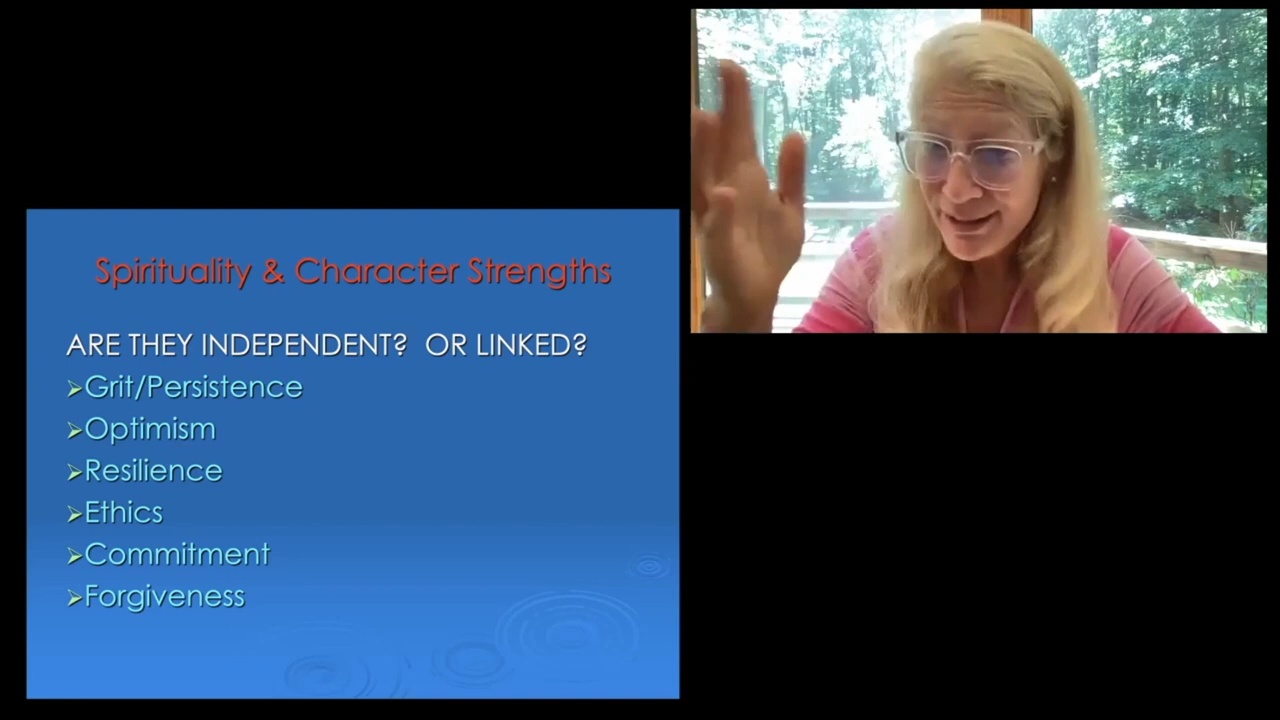 Spirituality & Character Strengths
ARE THEY INDEPENDENT? OR LINKED?
➢Grit/Persistence
➢Optimism
➢Resilience
➢Ethics
➢Commitment
➢Forgiveness